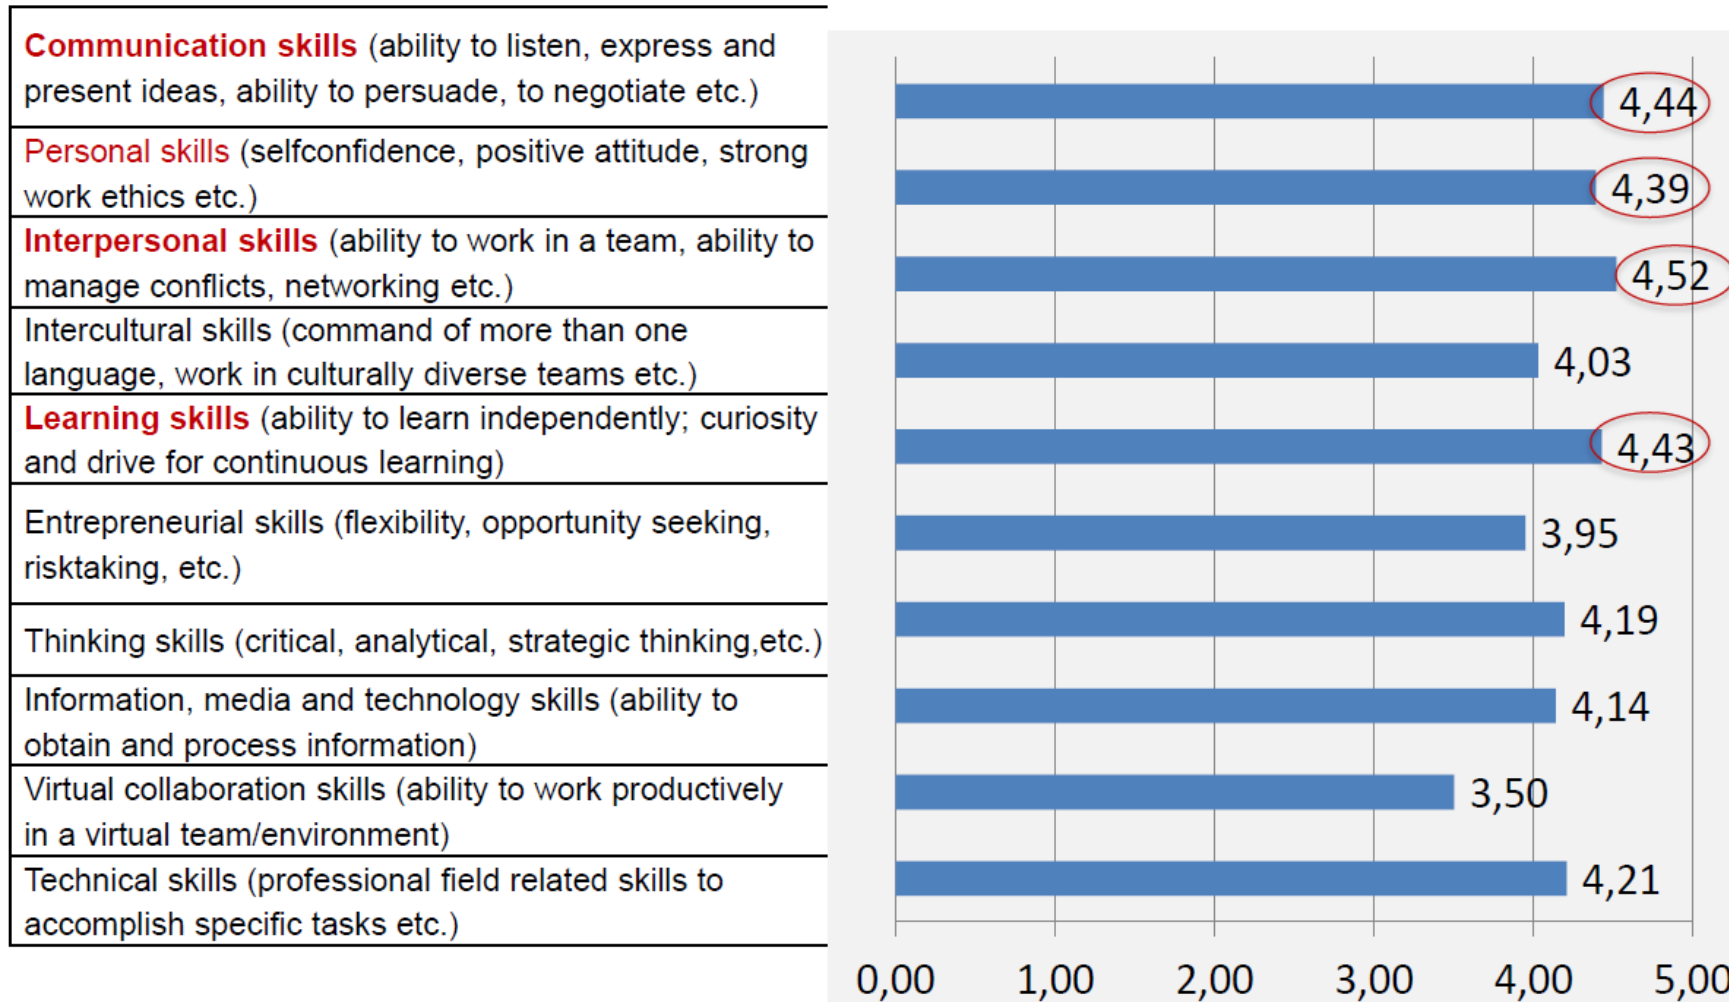 Communication skills (ability to listen, express and
present ideas, ability to persuade, to negotiate etc.)
4,44
Personal skills (selfconfidence, positive attitude, strong
work ethics etc.)
4,39
Interpersonal skills (ability to work in a team, ability to
manage conflicts, networking etc.)
4,52
Intercultural skills (command of more than one
language, work in culturally diverse teams etc.)
4,03
Learning skills (ability to learn independently; curiosity
and drive for continuous learning)
4,43
Entrepreneurial skills (flexibility, opportunity seeking,
risktaking, etc.)
3,95
Thinking skills (critical, analytical, strategic thinking,etc.)
4,19
Information, media and technology skills (ability to
obtain and process information)
4,14
Virtual collaboration skills (ability to work productively
in a virtual team/environment)
3,50
Technical skills (professional field related skills to
accomplish specific tasks etc.)
4,21
0,00 1,00 2,00 3,00 4,00 5,00